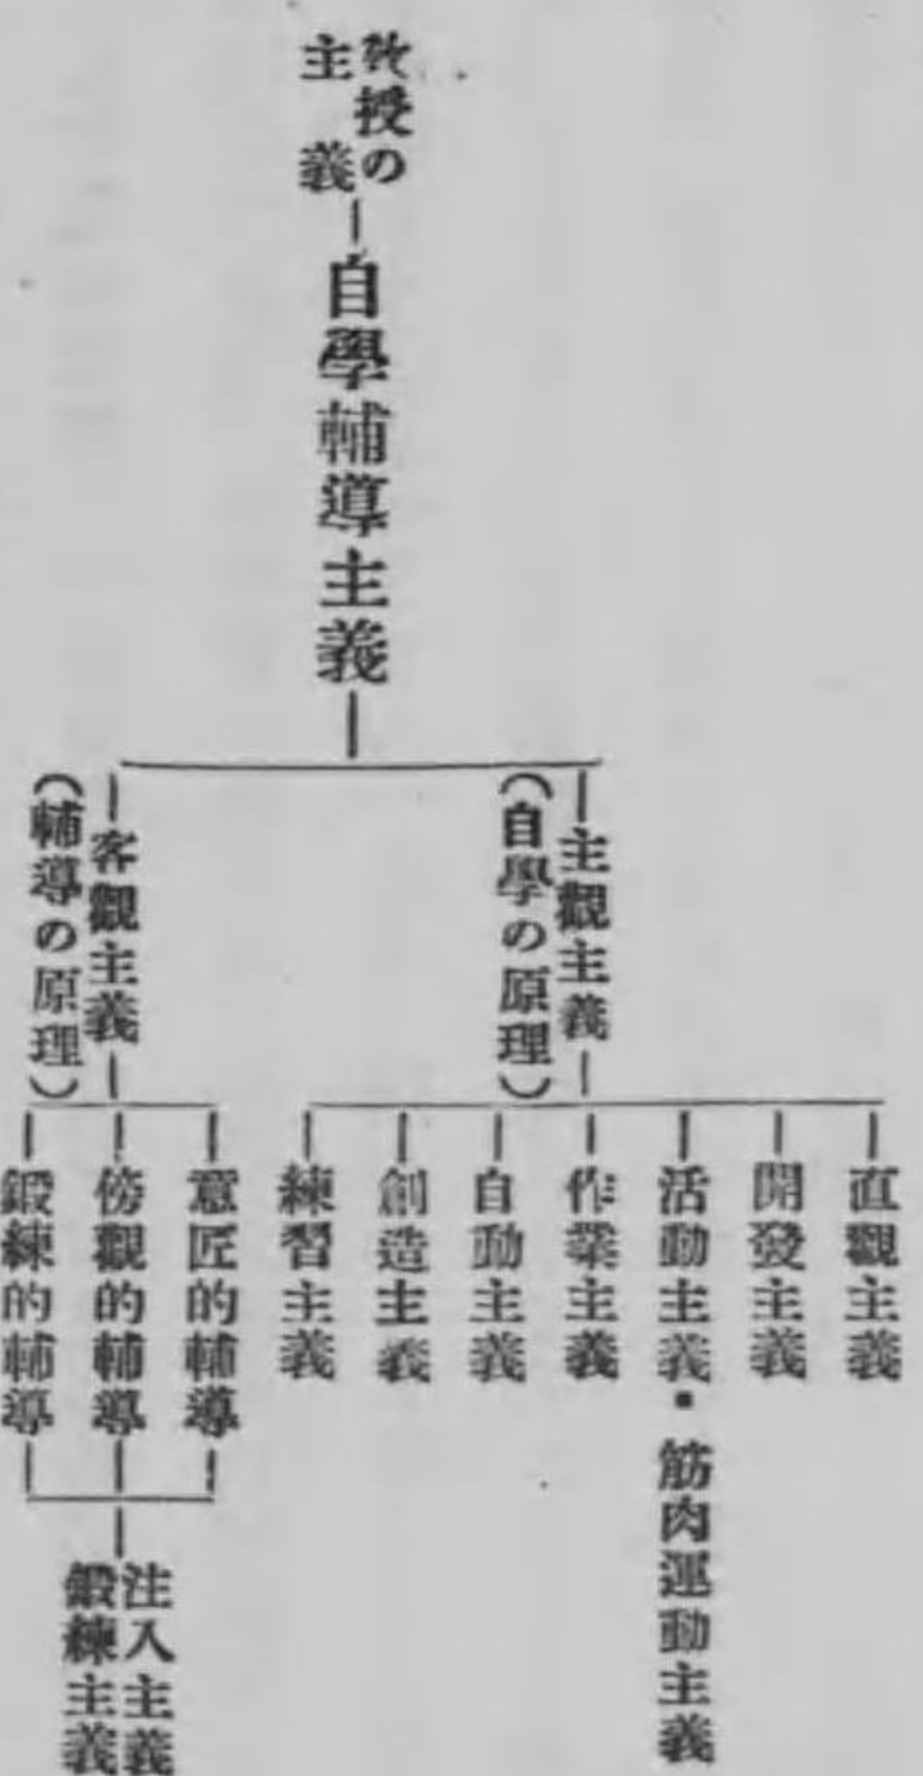 教授の
主義
自學輔導主義
主觀主義
（自學の原理）
直觀主義
開發主義
活動主義・筋肉運動主義
作業主義
自動主義
創造主義
練習主義
客觀主義
（輔導の原理）
意匠的輔導
傍觀的輔導
鍛練的輔導
注入主義
鍛練主義